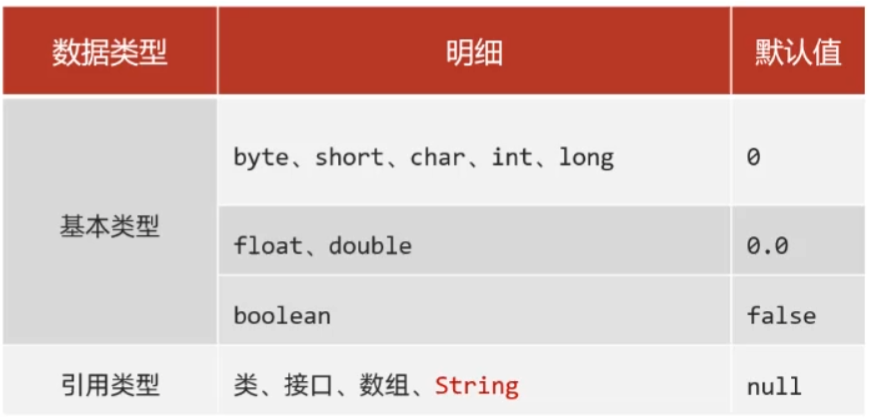 数据类型 明细 默认值
byte、short、char、int、long 0
基本类型
float、double 0.0
boolean false
引用类型 类、接口、数组、String null